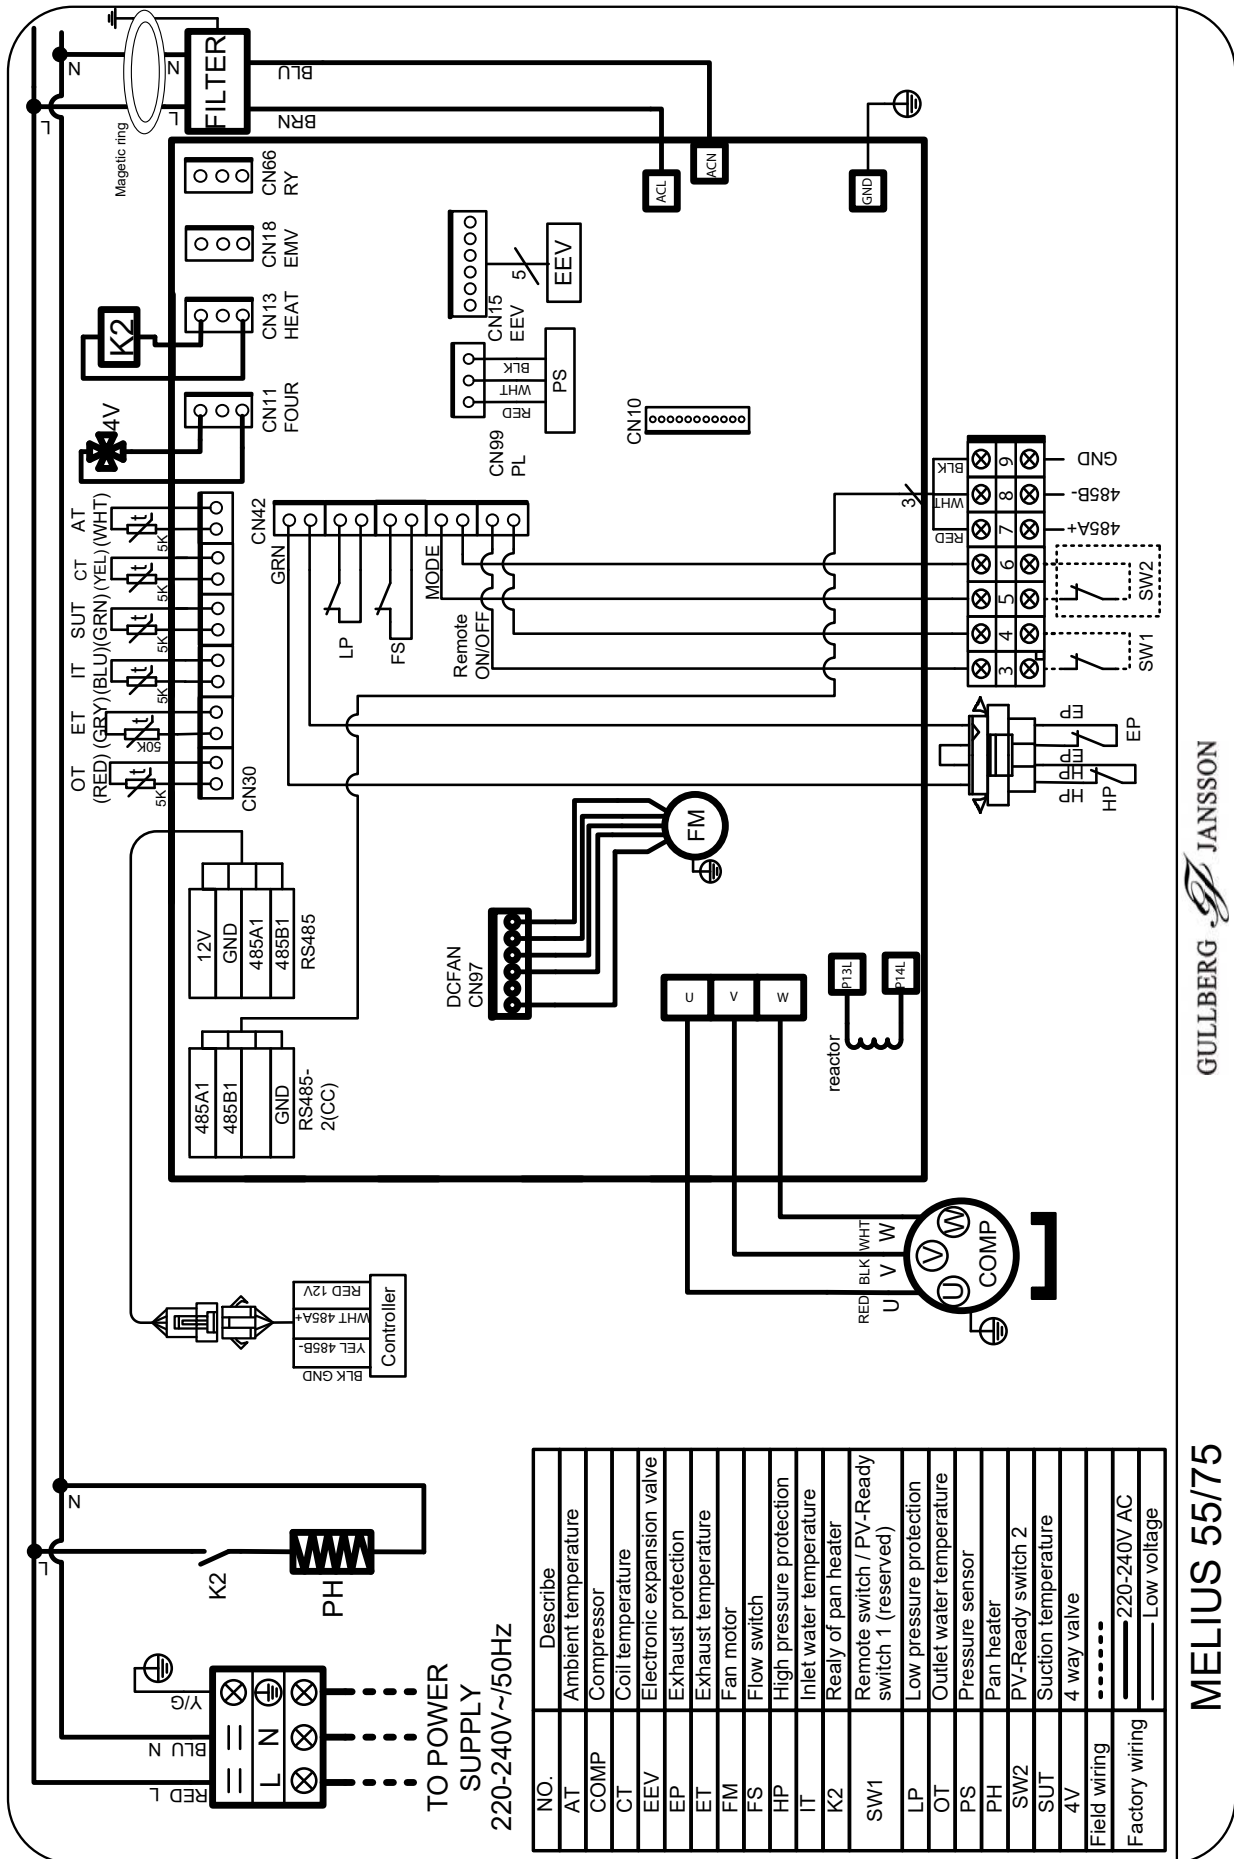 L
N
Magetic ring
N
L
FILTER
BLU
BRN
ACL
ACN
GND
CN66
RY
CN18
EMV
K2
CN13
HEAT
4V
CN11
FOUR
CN15
EEV
5
EEV
CN99
PL
RED
WHT
BLK
PS
CN10
AT
(WHT)
CT
(YEL)
SUT
(GRN)
IT
(BLU)
ET
(GRY)
OT
(RED)
t
5K
t
5K
t
5K
t
5K
t
50K
t
5K
CN30
CN42
GRN
LP
FS
MODE
Remote
ON/OFF
3
RED
WHT
BLK
3
4
5
6
7
8
9
485A+
485B-
GND
SW1
SW2
HP
HP
EP
EP
HP
EP
12V
GND
485A1
485B1
RS485
485A1
485B1
GND
RS485-
2(CC)
DCFAN
CN97
FM
U
V
W
P13L
P14L
reactor
RED
BLK
WHT
U
V
W
U
V
W
COMP
RED 12V
WHT 485A+
YEL 485B-
BLK GND
Controller
L
N
K2
PH
RED L
BLU N
Y/G
L
N
TO POWER
SUPPLY
220-240V~/50Hz
NO. Describe
AT Ambient temperature
COMP Compressor
CT Coil temperature
EEV Electronic expansion valve
EP Exhaust protection
ET Exhaust temperature
FM Fan motor
FS Flow switch
HP High pressure protection
IT Inlet water temperature
K2 Realy of pan heater
SW1 Remote switch / PV-Ready
switch 1 (reserved)
LP Low pressure protection
OT Outlet water temperature
PS Pressure sensor
PH Pan heater
SW2 PV-Ready switch 2
SUT Suction temperature
4V 4 way valve
Field wiring
Factory wiring
220-240V AC
Low voltage
MELIUS 55/75
GULLBERG JANSSON